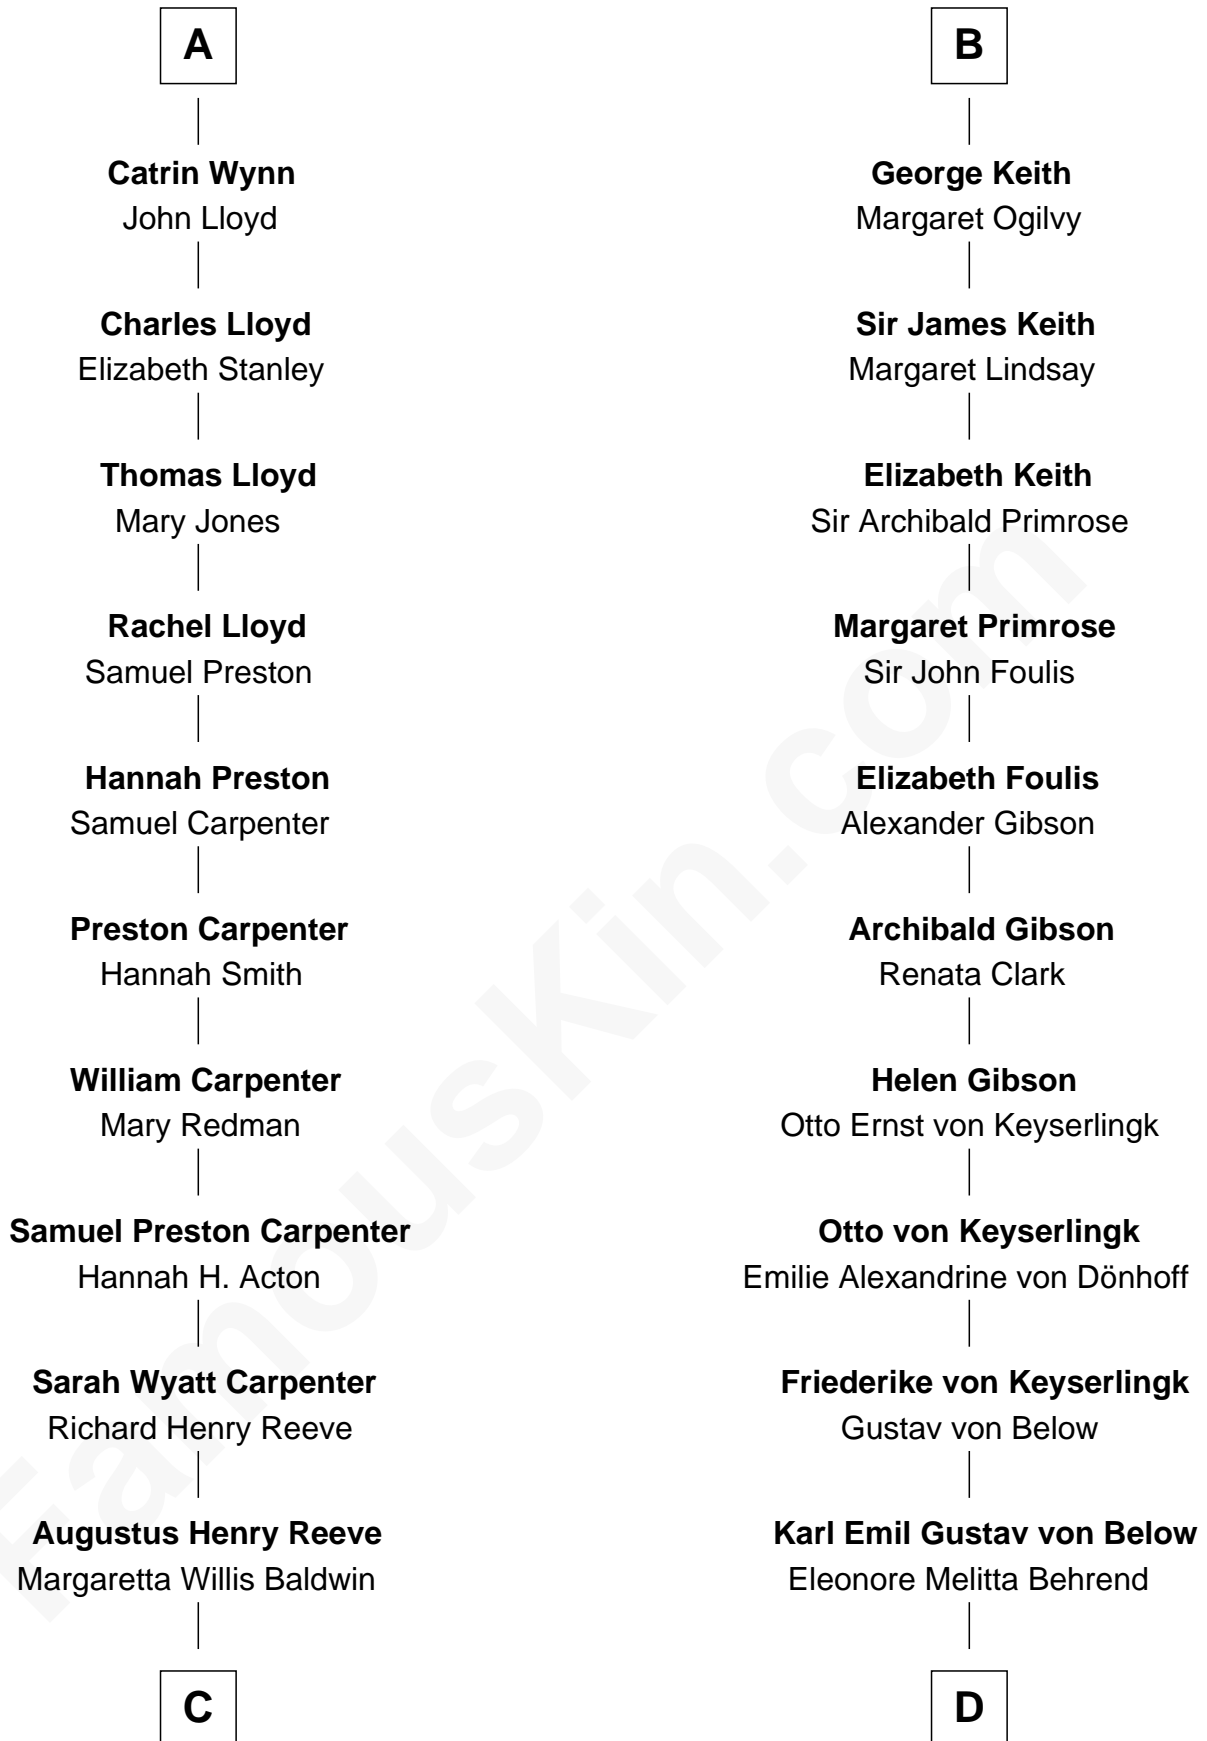 A
Catrin Wynn
John Lloyd
Charles Lloyd
Elizabeth Stanley
Thomas Lloyd
Mary Jones
Rachel Lloyd
Samuel Preston
Hannah Preston
Samuel Carpenter
Preston Carpenter
Hannah Smith
William Carpenter
Mary Redman
Samuel Preston Carpenter
Hannah H. Acton
Sarah Wyatt Carpenter
Richard Henry Reeve
Augustus Henry Reeve
Margaretta Willis Baldwin
C
B
George Keith
Margaret Ogilvy
Sir James Keith
Margaret Lindsay
Elizabeth Keith
Sir Archibald Primrose
Margaret Primrose
Sir John Foulis
Elizabeth Foulis
Alexander Gibson
Archibald Gibson
Renata Clark
Helen Gibson
Otto Ernst von Keyserlingk
Otto von Keyserlingk
Emilie Alexandrine von Dönhoff
Friederike von Keyserlingk
Gustav von Below
Karl Emil Gustav von Below
Eleonore Melitta Behrend
D
FamousKin.com